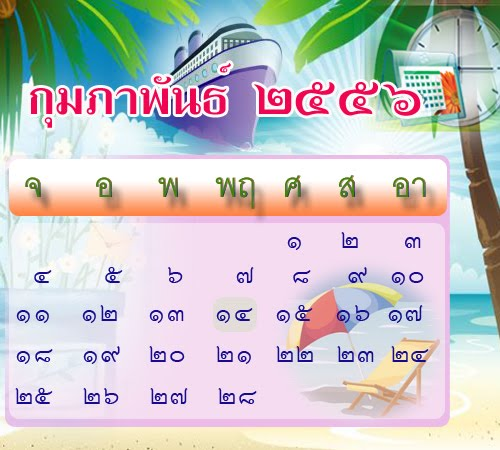 กุมภาพันธ์ ๒๕๕๖
จ อ พ พฤ ศ ส อา
๑ ๒ ๓
๔ ๕ ๖ ๗ ๘ ๙ ๑๐
๑๑ ๑๒ ๑๓ ๑๔ ๑๕ ๑๖ ๑๗
๑๘ ๑๙ ๒๐ ๒๑ ๒๒ ๒๓ ๒๔
๒๕ ๒๖ ๒๗ ๒๘